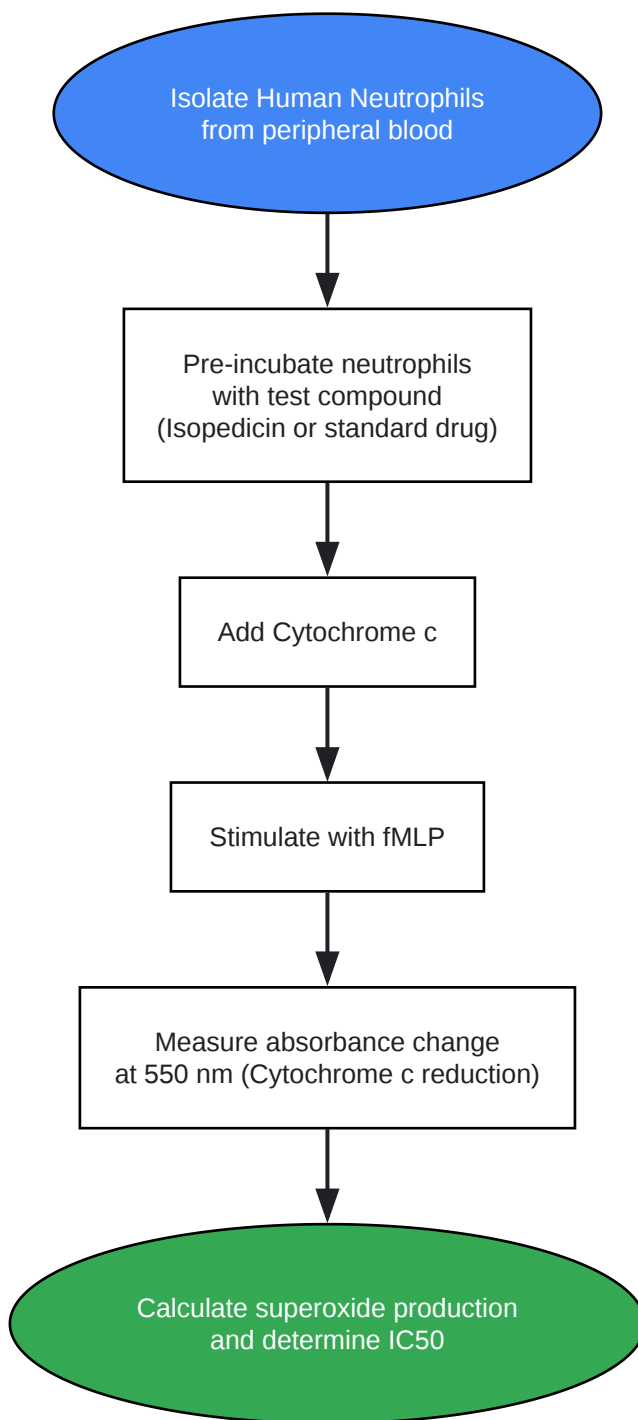 Isolate Human Neutrophils
from peripheral blood
Pre-incubate neutrophils
with test compound
(Isopedicin or standard drug)
Add Cytochrome c
Stimulate with fMLP
Measure absorbance change
at 550 nm (Cytochrome c reduction)
Calculate superoxide production
and determine IC50